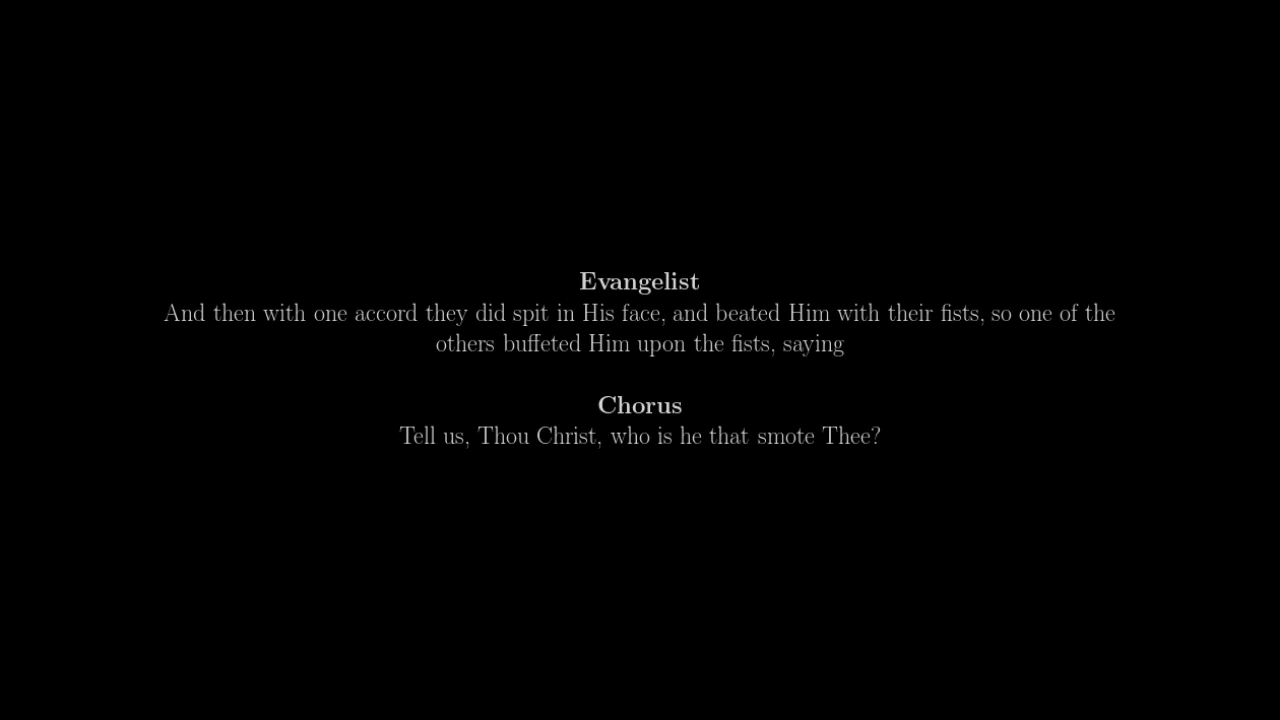 Evangelist
And then with one accord they did spit in His face, and beated Him with their fists, so one of the
others buffeted Him upon the fists, saying
Chorus
Tell us, Thou Christ, who is he that smote Thee?